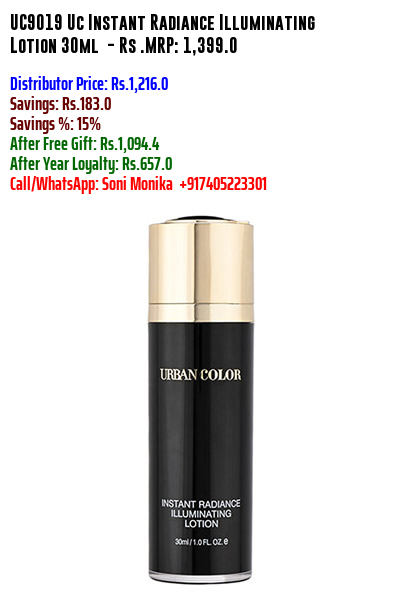 UC9019 Uc Instant Radiance Illuminating
Lotion 30ml - Rs .MRP: 1,399.0
Distributor Price: Rs.1,216.0
Savings: Rs.183.0
Savings %: 15%
After Free Gift: Rs.1,094.4
After Year Loyalty: Rs.657.0
Call/WhatsApp: Soni Monika +917405223301
URBAN COLOR
INSTANT RADIANCE
ILLUMINATING
LOTION
30ml / 1.0 FL. OZ. e